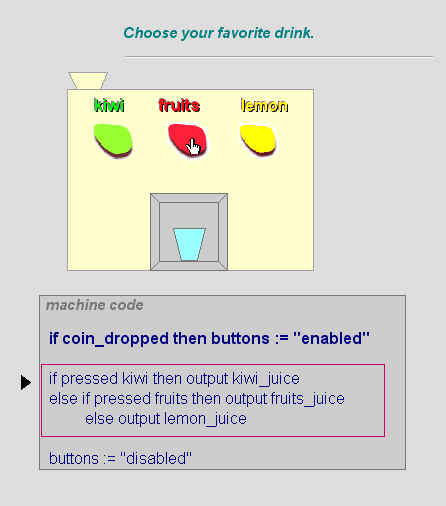 Choose your favorite drink.
kiwi fruits lemon
machine code
if coin_dropped then buttons := "enabled"
if pressed kiwi then output kiwi_juice
else if pressed fruits then output fruits_juice
else output lemon_juice
buttons := "disabled"